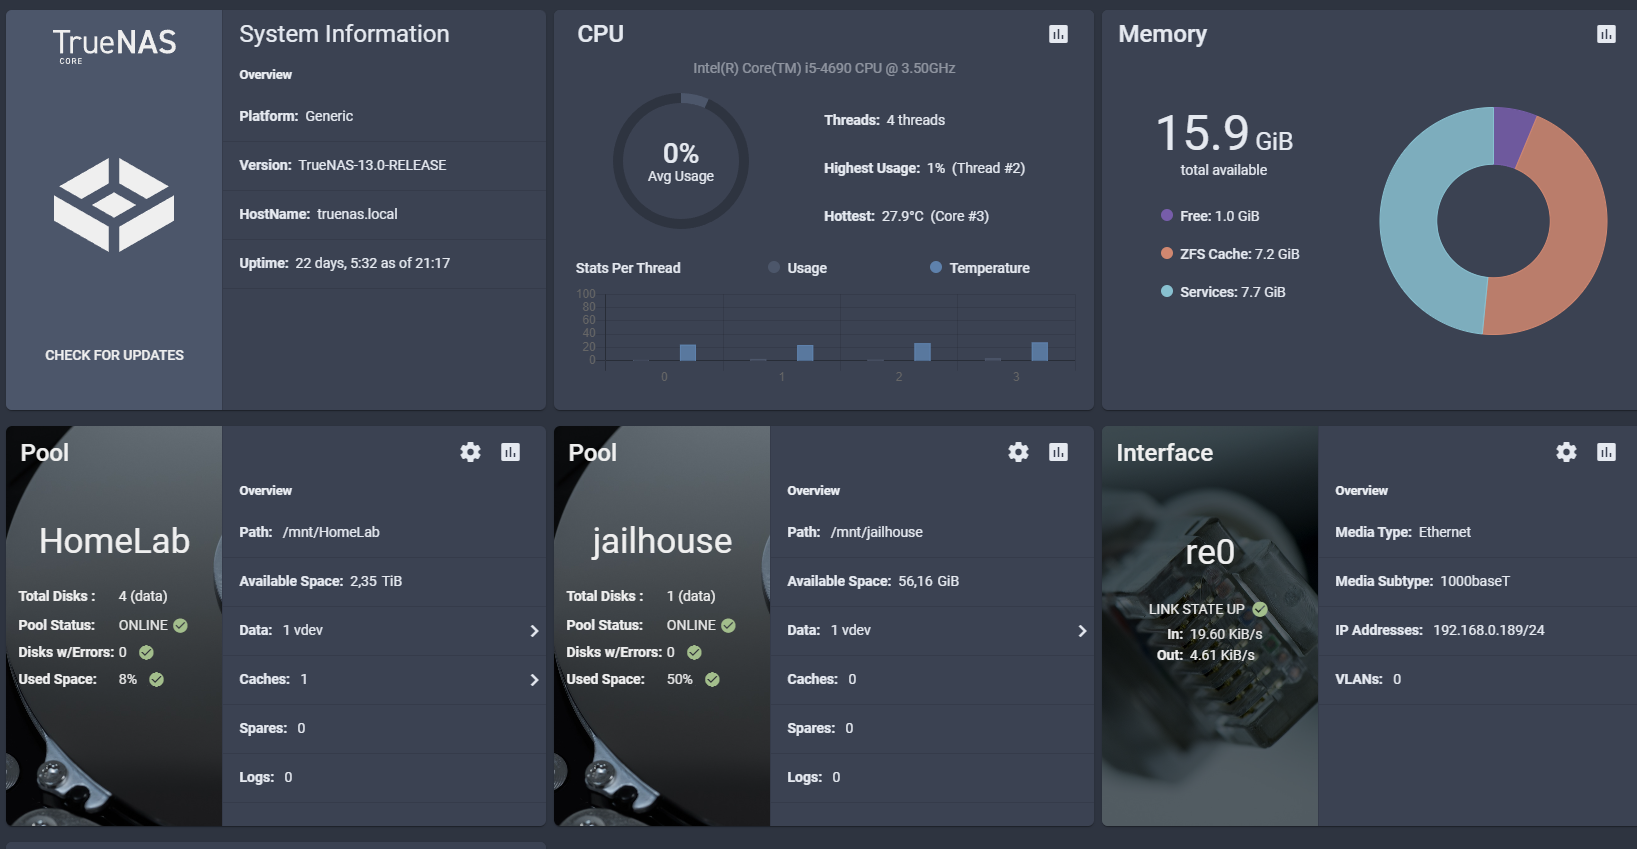 TrueNAS
CORE
CHECK FOR UPDATES
System Information
Overview
Platform: Generic
Version: TrueNAS-13.0-RELEASE
HostName: truenas.local
Uptime: 22 days, 5:32 as of 21:17
CPU
Intel(R) Core(TM) i5-4690 CPU @ 3.50GHz
0%
Avg Usage
Threads: 4 threads
Highest Usage: 1% (Thread #2)
Hottest: 27.9°C (Core #3)
Stats Per Thread Usage Temperature
100
80
60
40
20
0
0 1 2 3
Memory
15.9 GiB
total available
Free: 1.0 GiB
ZFS Cache: 7.2 GiB
Services: 7.7 GiB
Pool
HomeLab
Total Disks : 4 (data)
Pool Status: ONLINE
Disks w/Errors: 0
Used Space: 8%
Overview
Path: /mnt/HomeLab
Available Space: 2,35 TiB
Data: 1 vdev
Caches: 1
Spares: 0
Logs: 0
Pool
jailhouse
Total Disks : 1 (data)
Pool Status: ONLINE
Disks w/Errors: 0
Used Space: 50%
Overview
Path: /mnt/jailhouse
Available Space: 56,16 GiB
Data: 1 vdev
Caches: 0
Spares: 0
Logs: 0
Interface
re0
LINK STATE UP
In: 19.60 KiB/s
Out: 4.61 KiB/s
Overview
Media Type: Ethernet
Media Subtype: 1000baseT
IP Addresses: 192.168.0.189/24
VLANs: 0